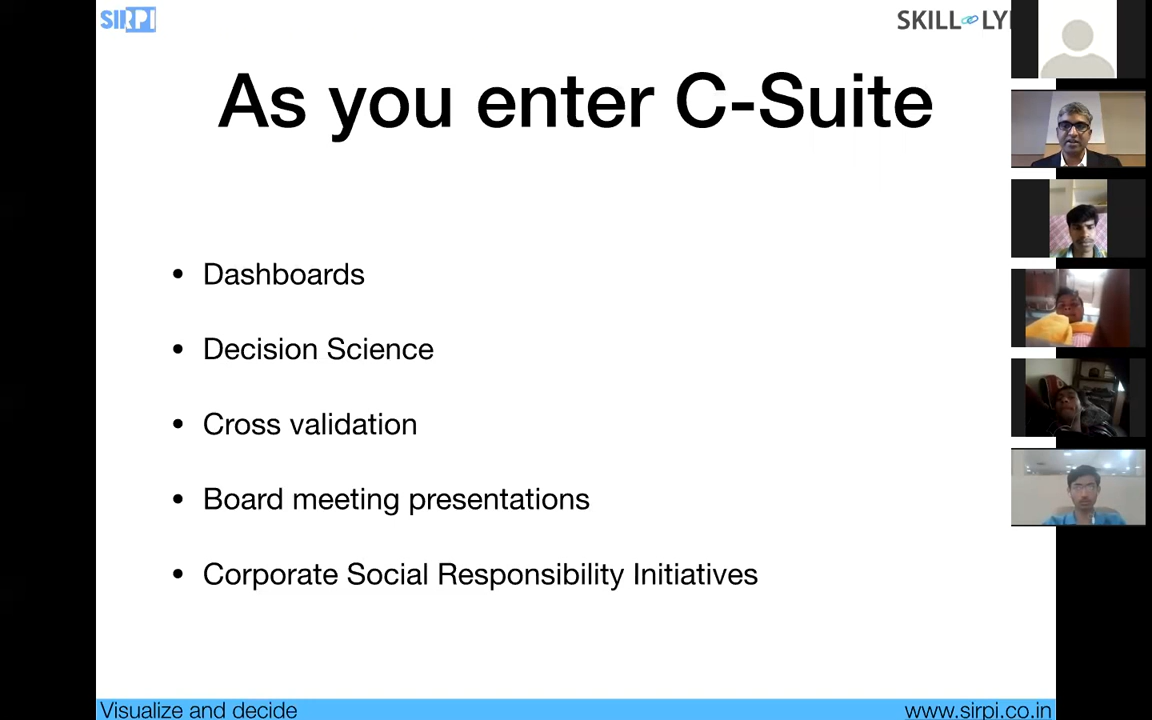 SIRPI
SKILL LY
As you enter C-Suite
• Dashboards
• Decision Science
• Cross validation
• Board meeting presentations
• Corporate Social Responsibility Initiatives
Visualize and decide
www.sirpi.co.in